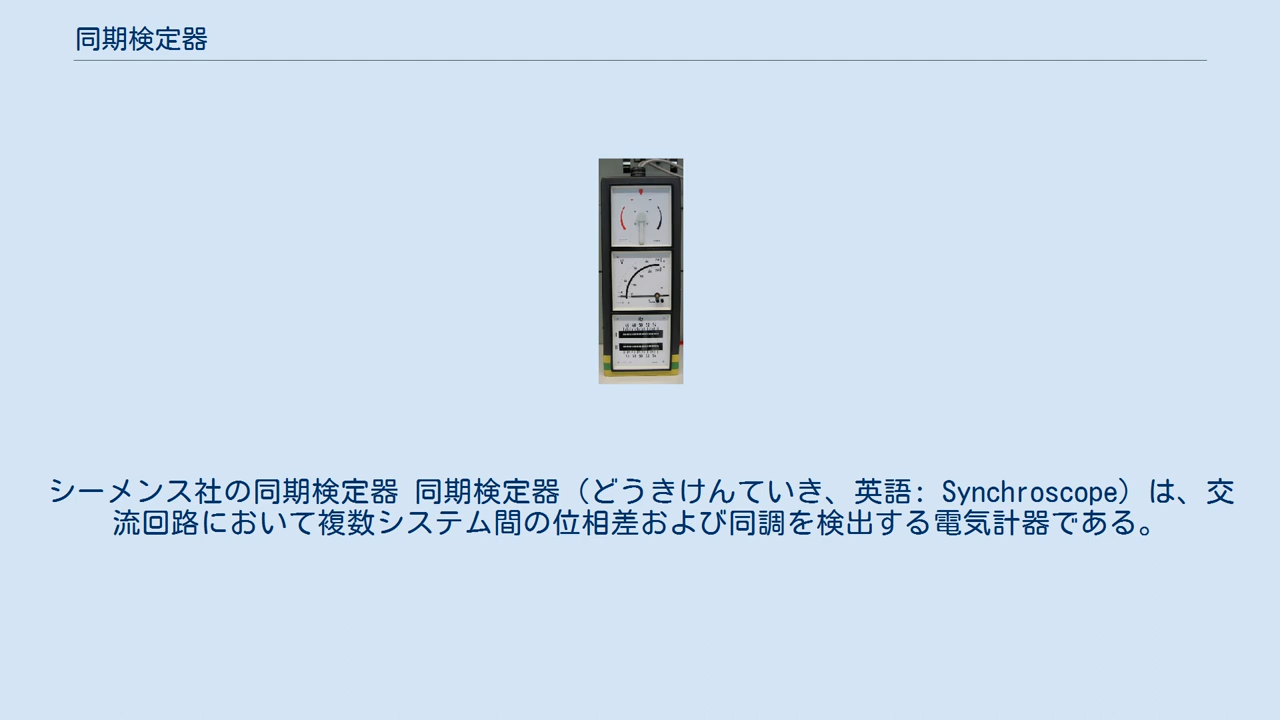 同期検定器
シーメンス社の同期検定器 同期検定器（どうきけんていき、英語: Synchroscope）は、交
流回路において複数システム間の位相差および同調を検出する電気計器である。